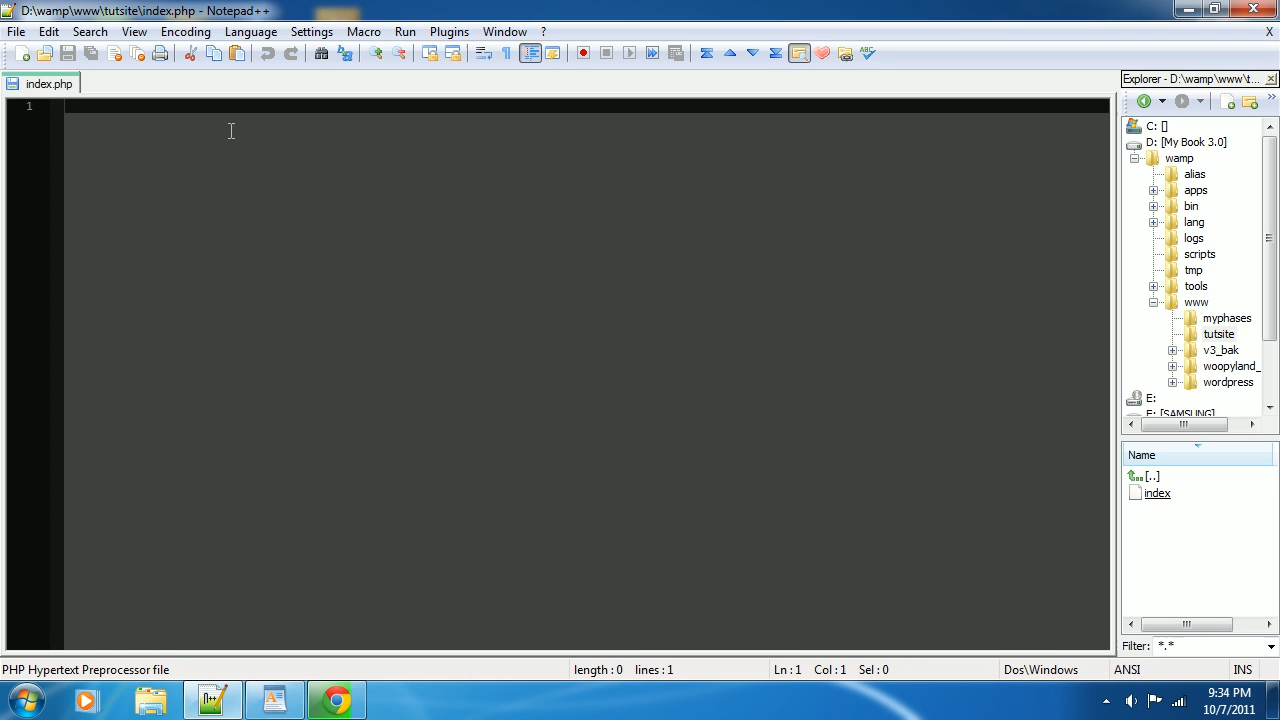 D:\wamp\www\tutsite\index.php - Notepad++
File Edit Search View Encoding Language Settings Macro Run Plugins Window ? X
index.php
1
Explorer - D:\wamp\www\t...
C: []
D: [My Book 3.0]
wamp
alias
apps
bin
lang
logs
scripts
tmp
tools
www
myphases
tutsite
v3_bak
woopyland_
wordpress
E:
F: [SAMSUNG]
Name
[..]
index
Filter: *.*
PHP Hypertext Preprocessor file length : 0 lines : 1 Ln : 1 Col : 1 Sel : 0 Dos\Windows ANSI INS
9:34 PM
10/7/2011